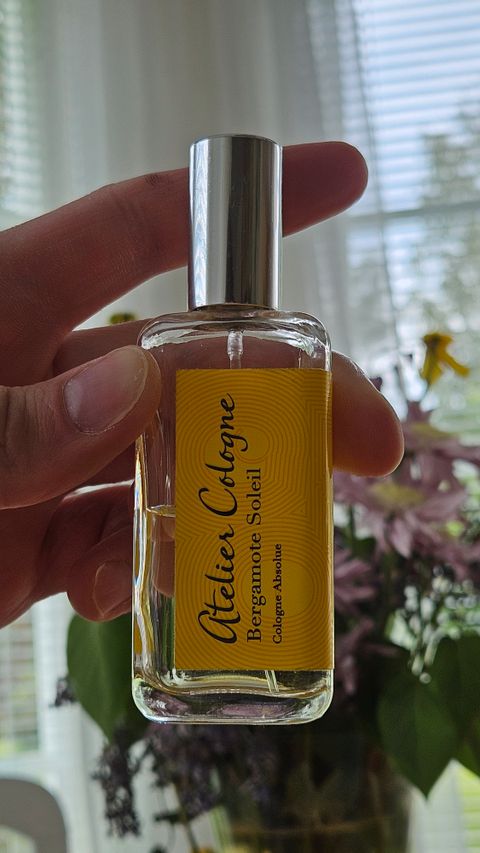 Atelier Cologne
Bergamote Soleil
Cologne Absolue